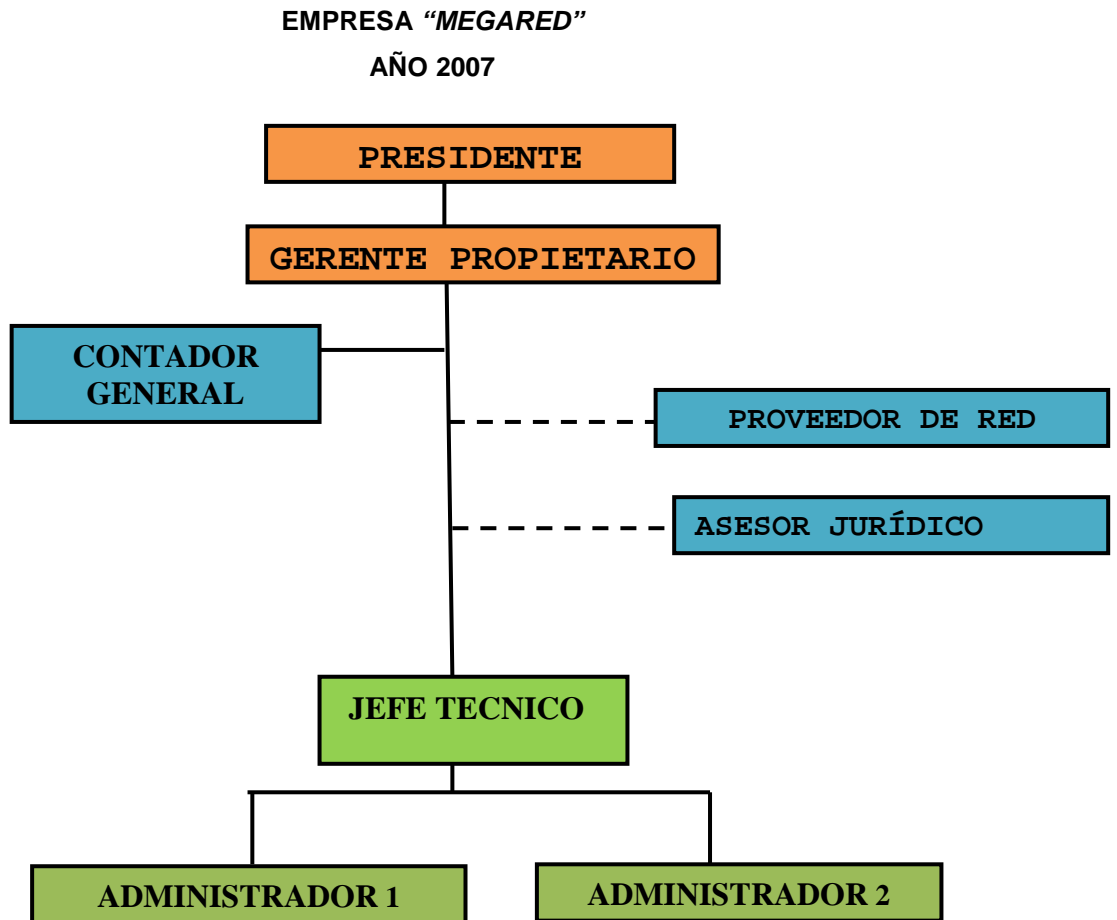 EMPRESA “MEGARED”
AÑO 2007
PRESIDENTE
GERENTE PROPIETARIO
CONTADOR
GENERAL
PROVEEDOR DE RED
ASESOR JURÍDICO
JEFE TECNICO
ADMINISTRADOR 1
ADMINISTRADOR 2